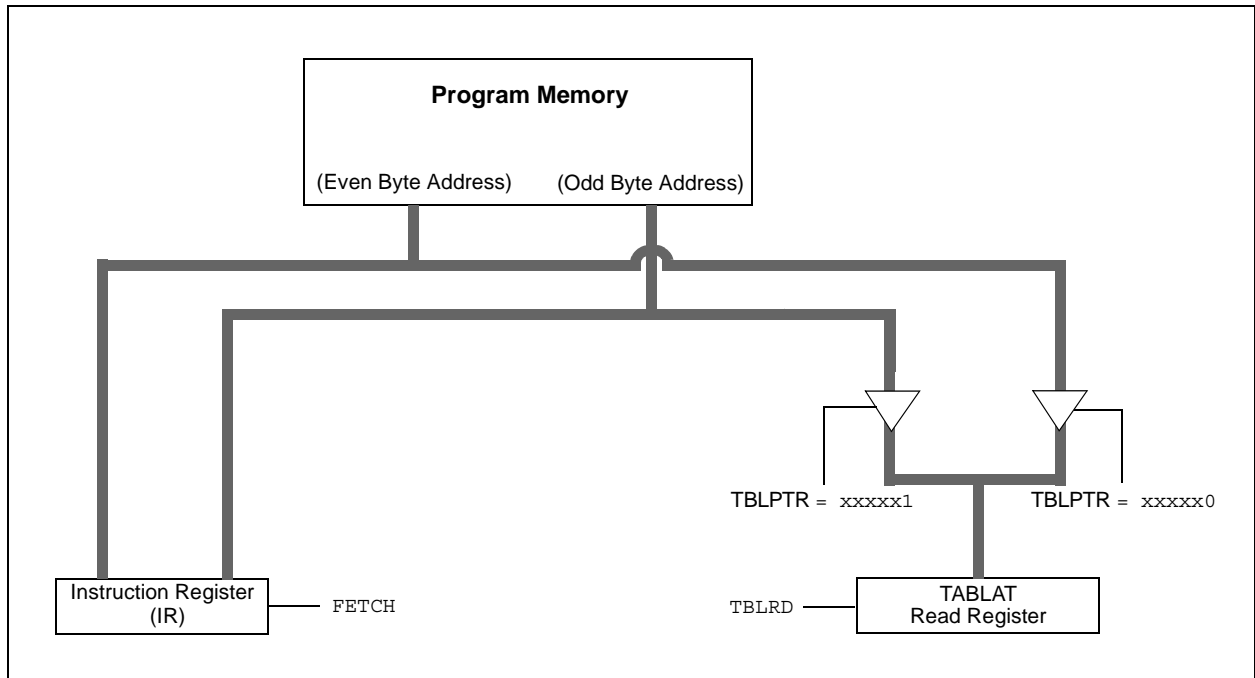 Program Memory
(Even Byte Address) (Odd Byte Address)
TBLPTR = xxxxx1 TBLPTR = xxxxx0
Instruction Register
(IR)
FETCH
TBLRD
TABLAT
Read Register